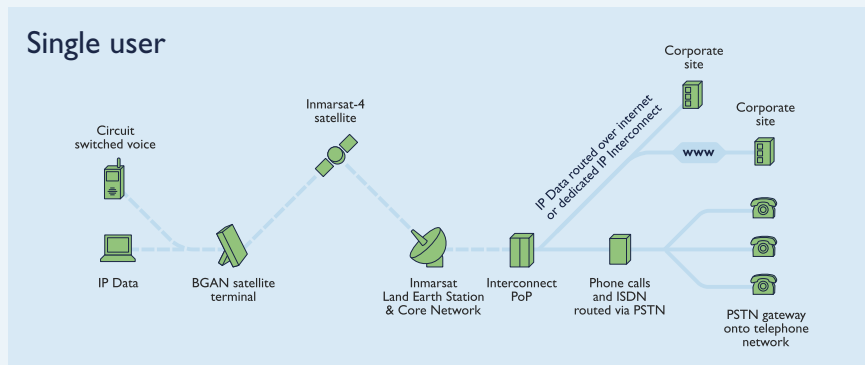 Single user
Corporate
site
Inmarsat-4
satellite
Corporate
site
Circuit
switched voice
IP Data routed over internet
or dedicated IP Interconnect
www
IP Data
BGAN satellite
terminal
Inmarsat
Land Earth Station
& Core Network
Interconnect
PoP
Phone calls
and ISDN
routed via PSTN
PSTN gateway
onto telephone
network